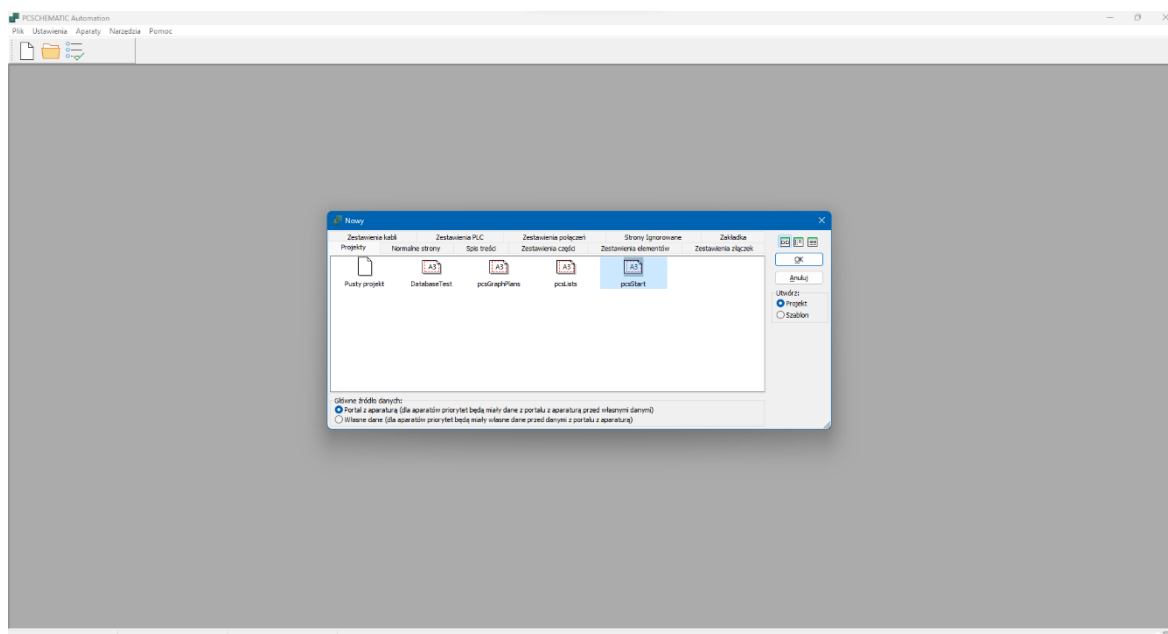 PCSCHEMATIC Automation
Plik Ustawienia Aparaty Narzędzia Pomoc
Nowy
Zestawienia kabli Zestawienia PLC Zestawienia połączeń Strony Ignorowane Zakładka
Projekty Normalne strony Spis treści Zestawienia części Zestawienia elementów Zestawienia złączek
A3 A3 A3 A3
Pusty projekt DatabaseTest pcsGraphPlans pcsLists pcsStart
OK
Anuluj
Utwórz:
Projekt
Szablon
Główne źródło danych:
Portal z aparaturą (dla aparatów priorytet będą miały dane z portalu z aparaturą przed własnymi danymi)
Własne dane (dla aparatów priorytet będą miały własne dane przed danymi z portalu z aparaturą)